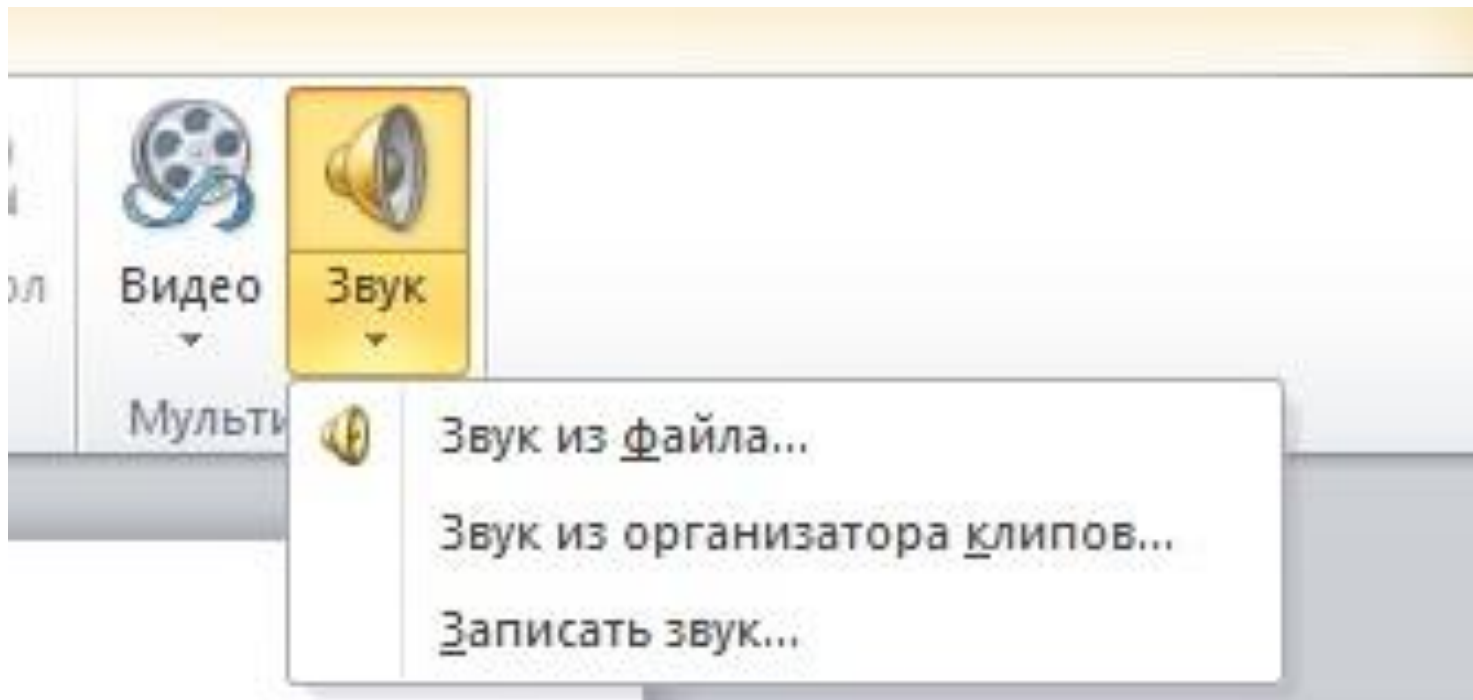 Видео
Звук
Звук из файла...
Звук из организатора клипов...
Записать звук...